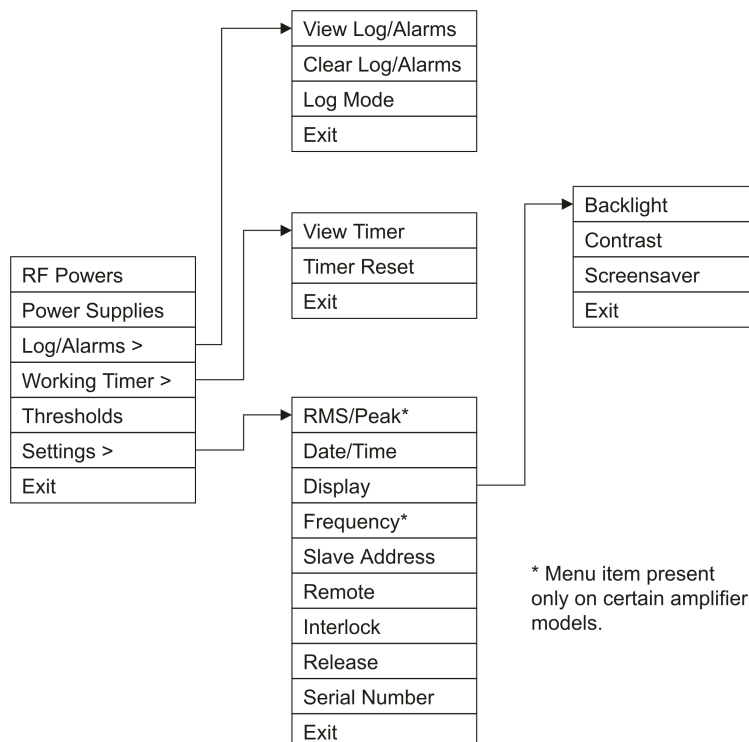 RF Powers
Power Supplies
Log/Alarms >
Working Timer >
Thresholds
Settings >
Exit
View Log/Alarms
Clear Log/Alarms
Log Mode
Exit
View Timer
Timer Reset
Exit
RMS/Peak*
Date/Time
Display
Frequency*
Slave Address
Remote
Interlock
Release
Serial Number
Exit
Backlight
Contrast
Screensaver
Exit
* Menu item present
only on certain amplifier
models.